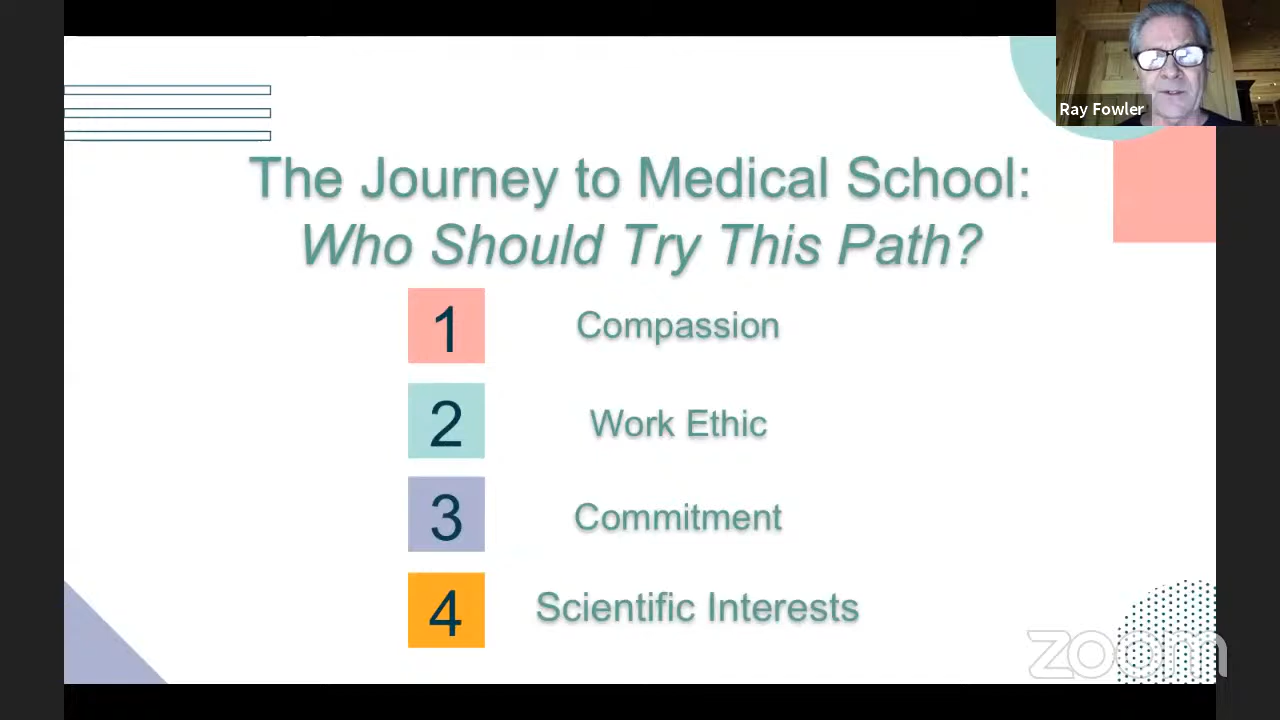 Ray Fowler
The Journey to Medical School:
Who Should Try This Path?
1 Compassion
2 Work Ethic
3 Commitment
4 Scientific Interests
zoom